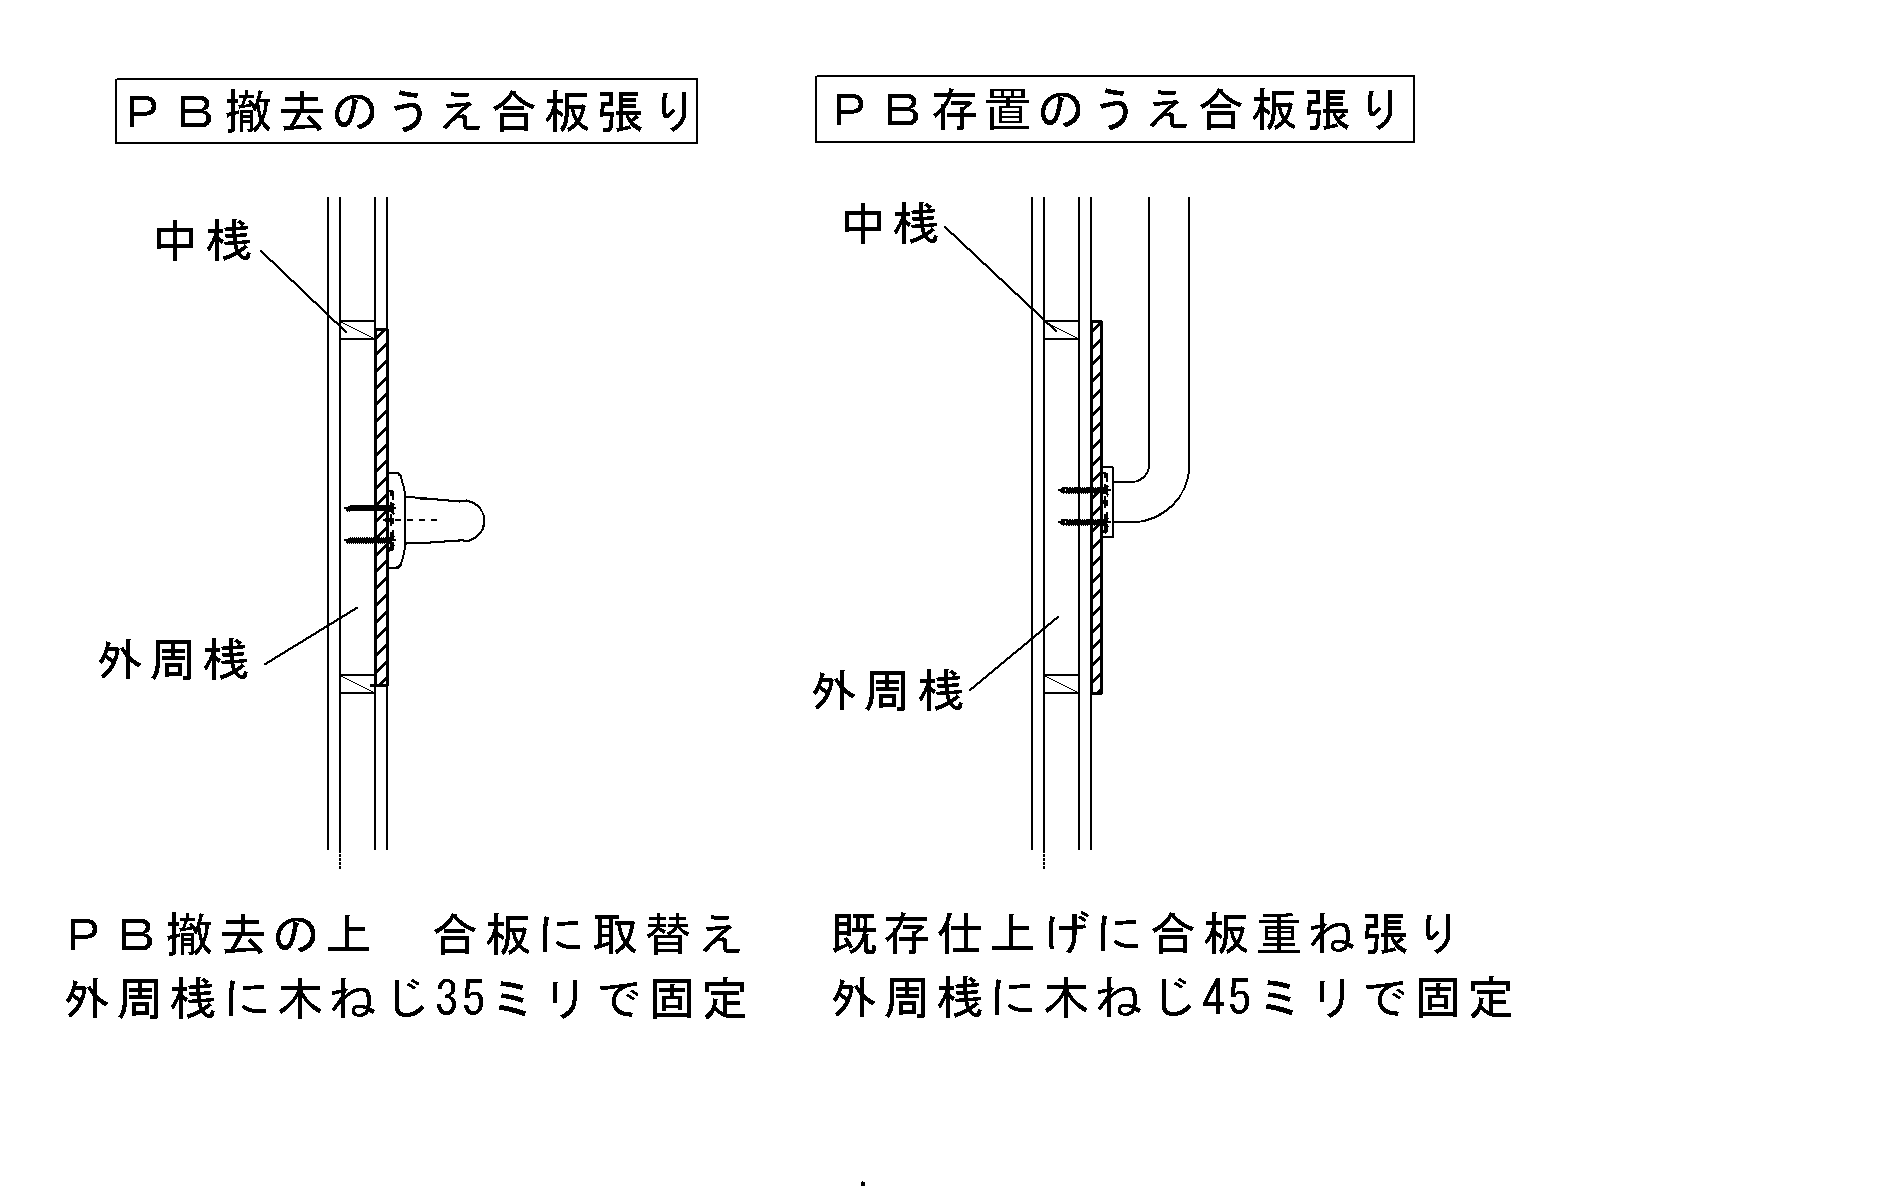 ＰＢ撤去のうえ合板張り
中桟
外周桟
ＰＢ撤去の上　合板に取替え
外周桟に木ねじ35ミリで固定
ＰＢ存置のうえ合板張り
中桟
外周桟
既存仕上げに合板重ね張り
外周桟に木ねじ45ミリで固定